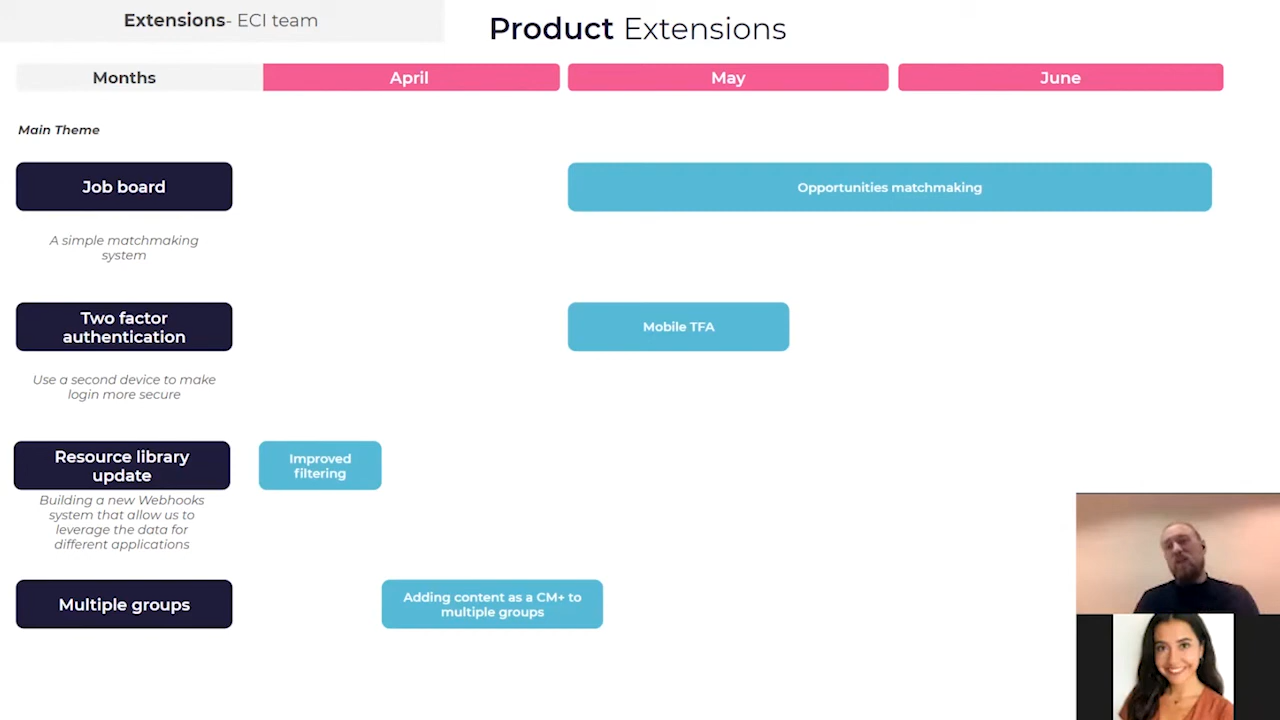 Extensions- ECI team
Product Extensions
Months
April
May
June
Main Theme
Job board
Opportunities matchmaking
A simple matchmaking
system
Two factor
authentication
Mobile TFA
Use a second device to make
login more secure
Resource library
update
Improved
filtering
Building a new Webhooks
system that allow us to
leverage the data for
different applications
Multiple groups
Adding content as a CM+ to
multiple groups